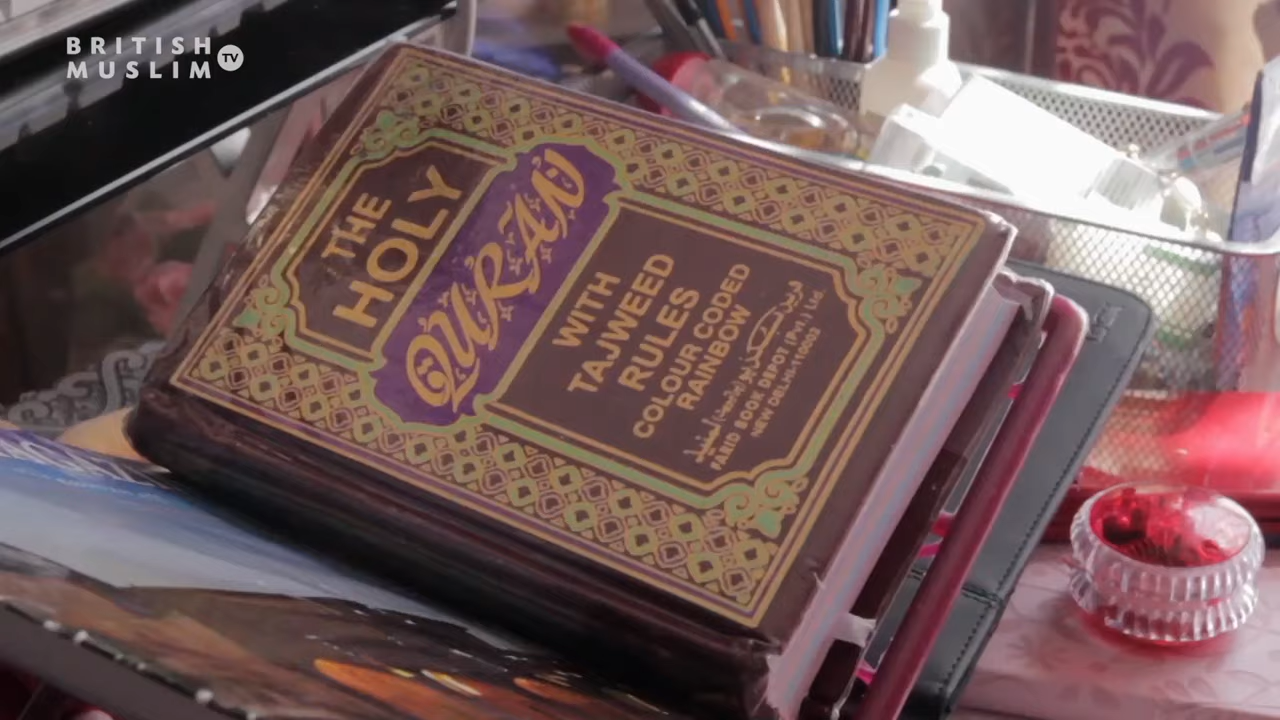 BRITISH
MUSLIM TV
THE
HOLY
QURĀN
WITH
TAJWEED
RULES
COLOUR CODED
RAINBOW
FARID BOOK DEPOT (Pvt.) Ltd
NEW DELHI-110002